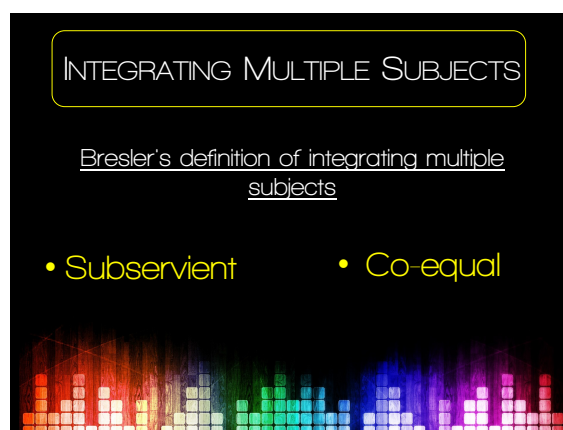 INTEGRATING MULTIPLE SUBJECTS
Bresler's definition of integrating multiple
subjects
• Subservient
• Co-equal